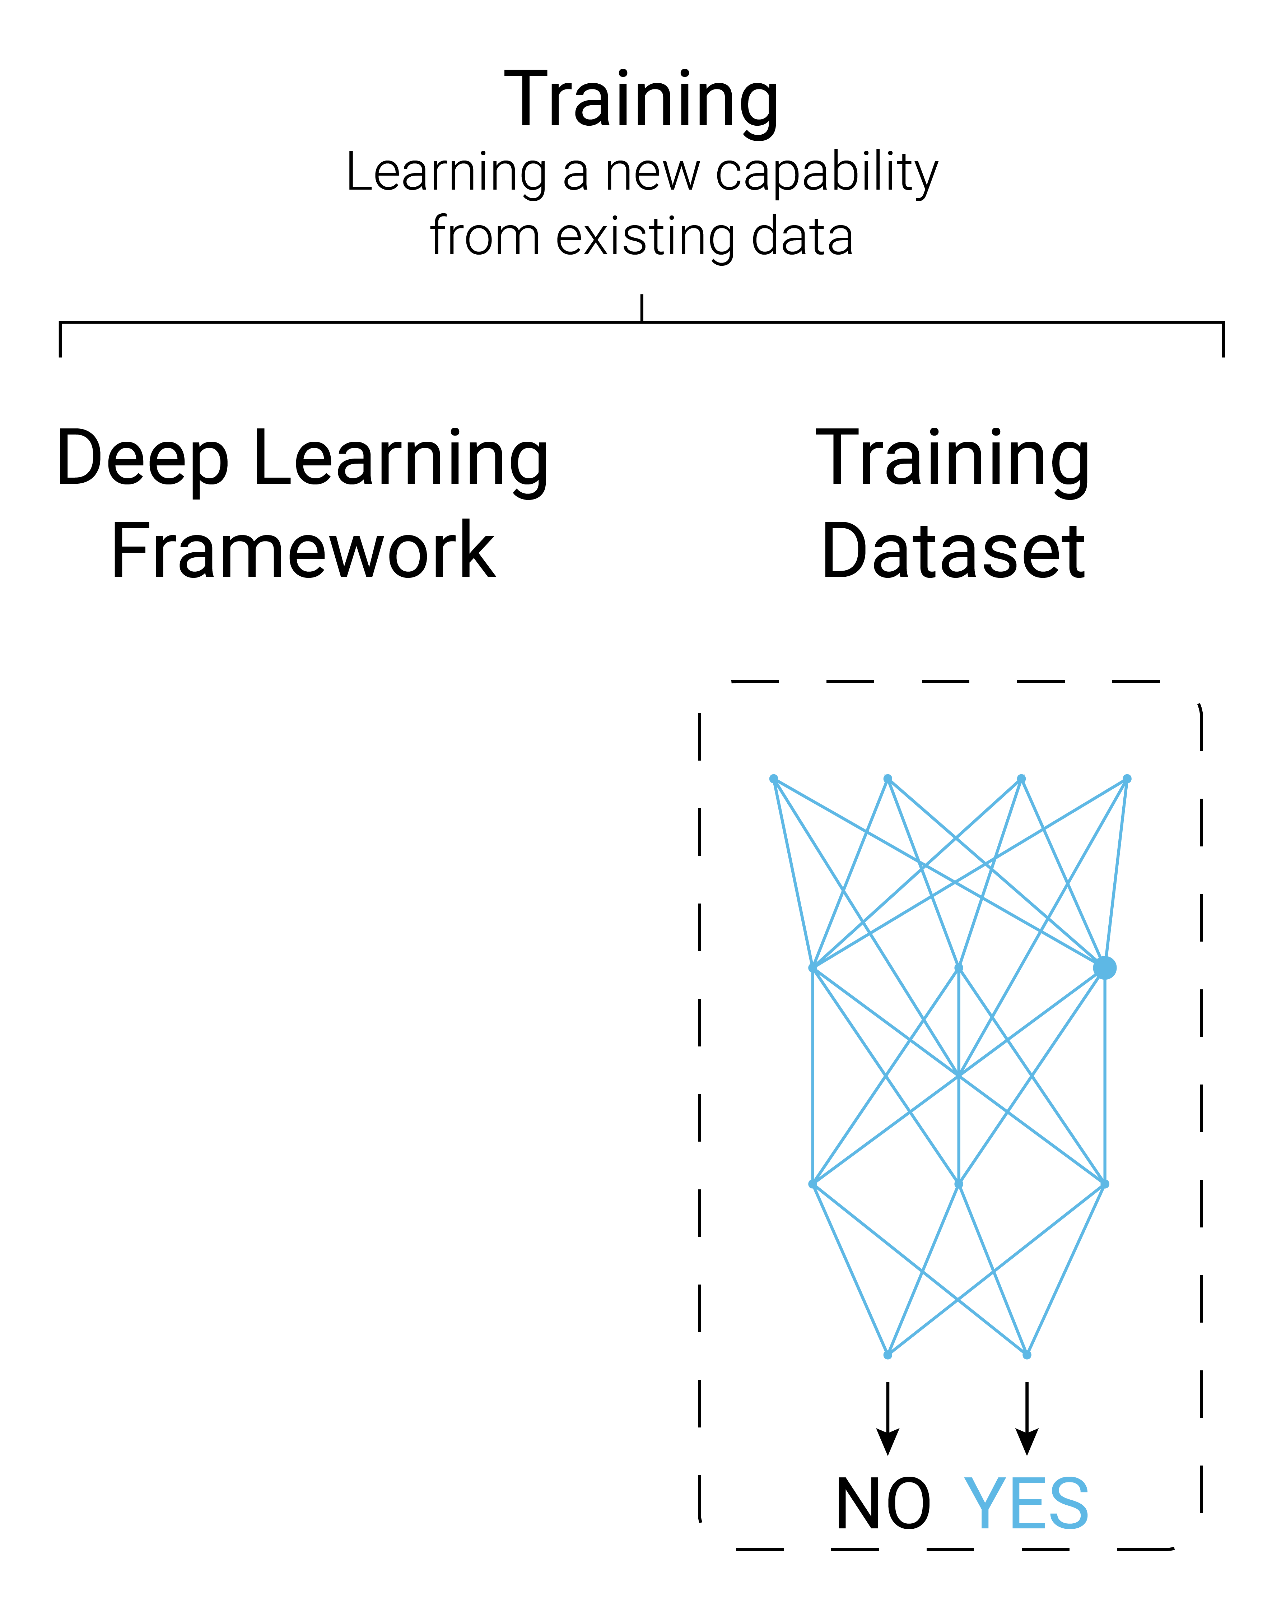 Training
Learning a new capability
from existing data
Deep Learning
Framework
Training
Dataset
NO YES